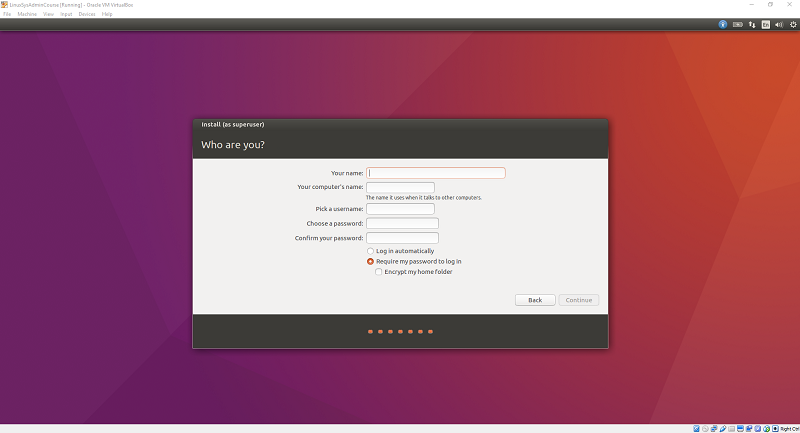 LinuxSysAdminCourse [Running] - Oracle VM VirtualBox
File Machine View Input Devices Help
En
Install (as superuser)
Who are you?
Your name:
Your computer's name:
The name it uses when it talks to other computers.
Pick a username:
Choose a password:
Confirm your password:
Log in automatically
Require my password to log in
Encrypt my home folder
Back Continue
Right Ctrl